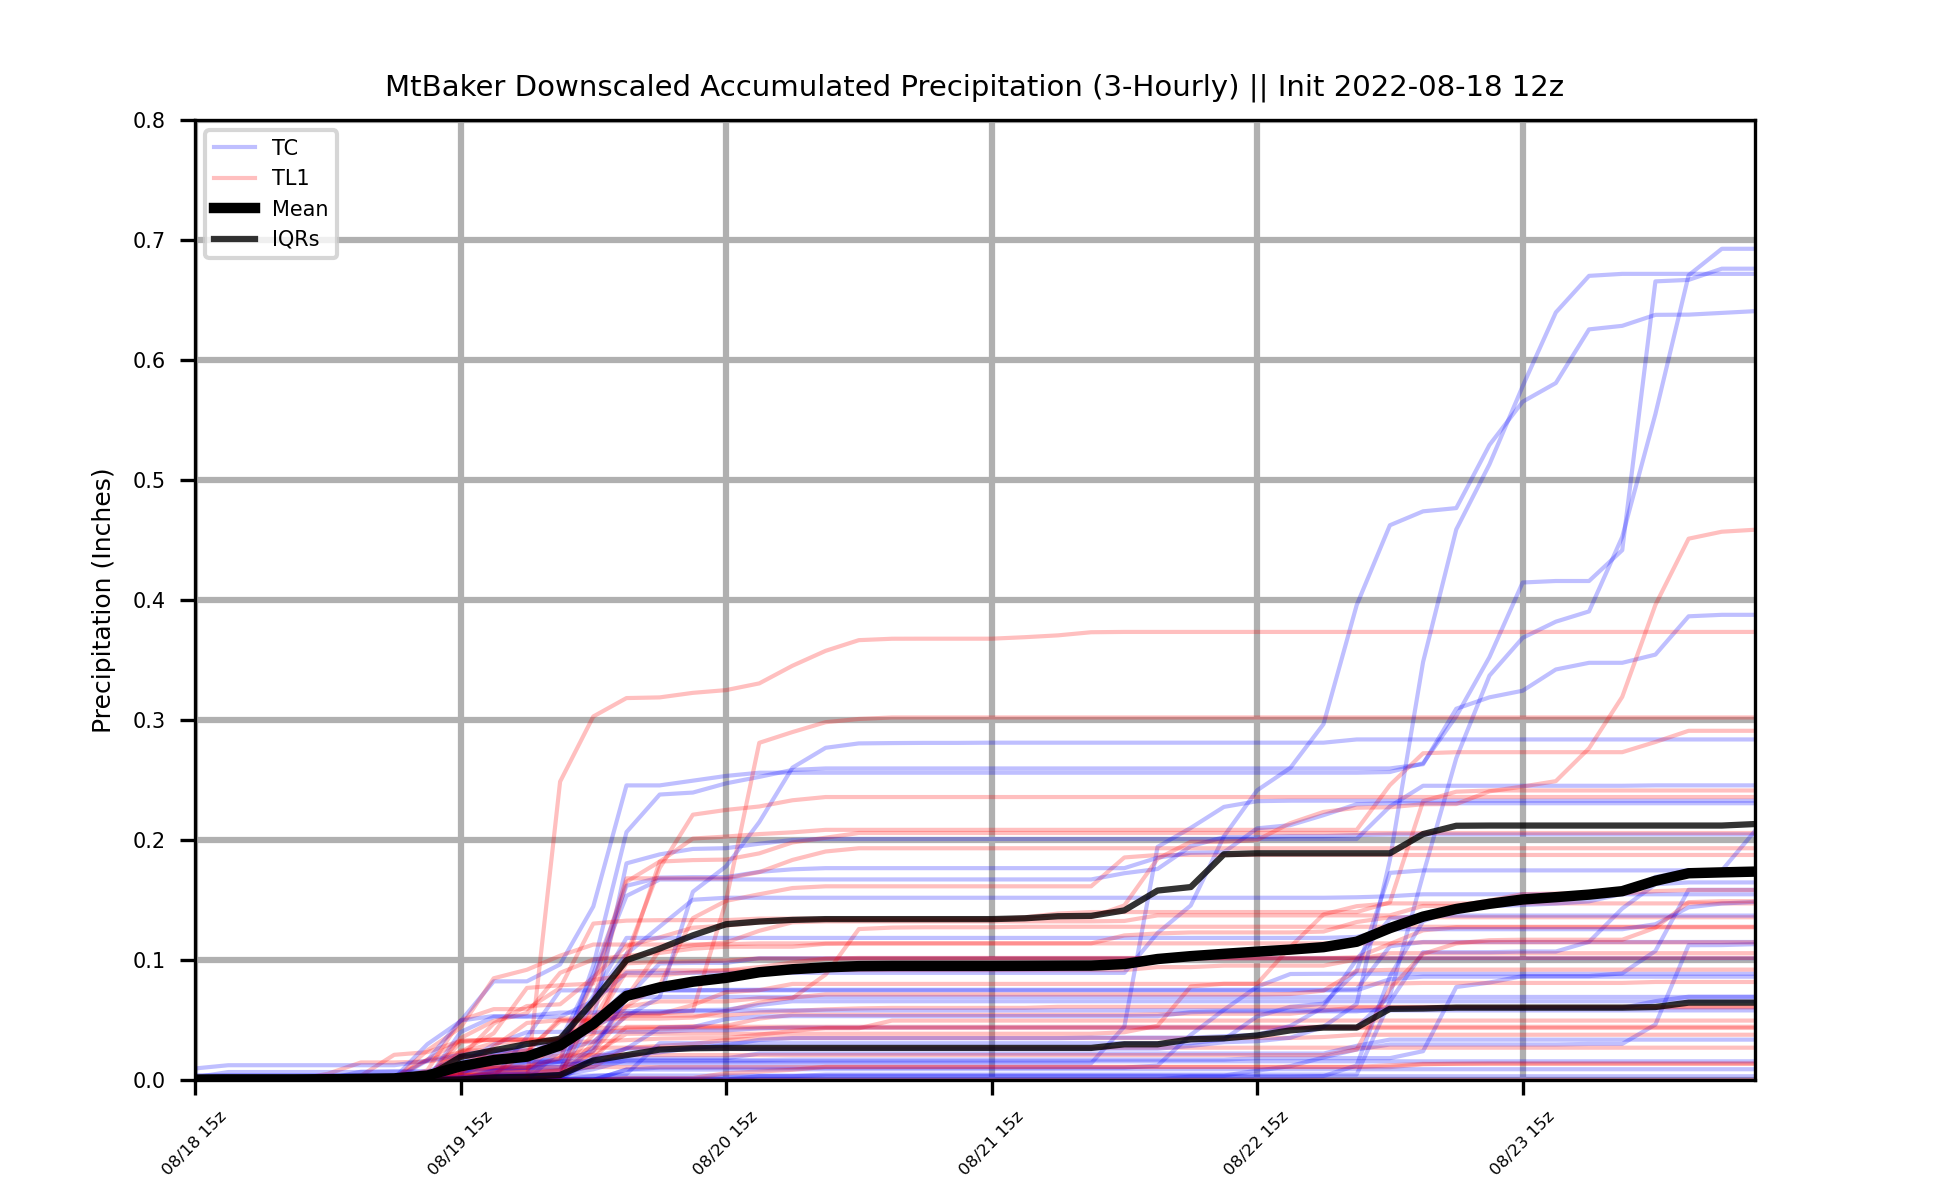 MtBaker Downscaled Accumulated Precipitation (3-Hourly) || Init 2022-08-18 12z
TC
TL1
Mean
IQRs
Precipitation (Inches)
0.8
0.7
0.6
0.5
0.4
0.3
0.2
0.1
0.0
08/18 15z
08/19 15z
08/20 15z
08/21 15z
08/22 15z
08/23 15z